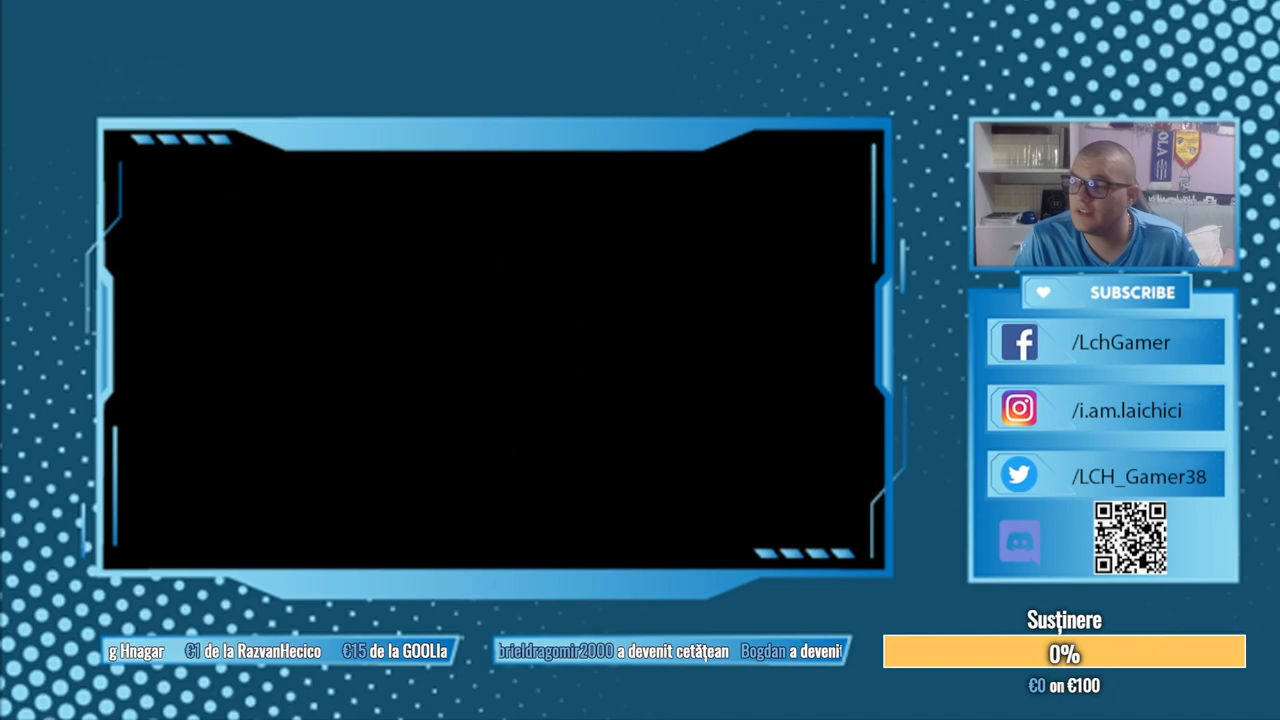 SUBSCRIBE
/LchGamer
/i.am.laichici
/LCH_Gamer38
Susținere
g Hnagar €1 de la RazvanHecico €15 de la GOOLIa
brieldragomir2000 a devenit cetățean Bogdan a devenit
0%
€0 on €100